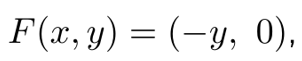 F(x, y) = (−y, 0),